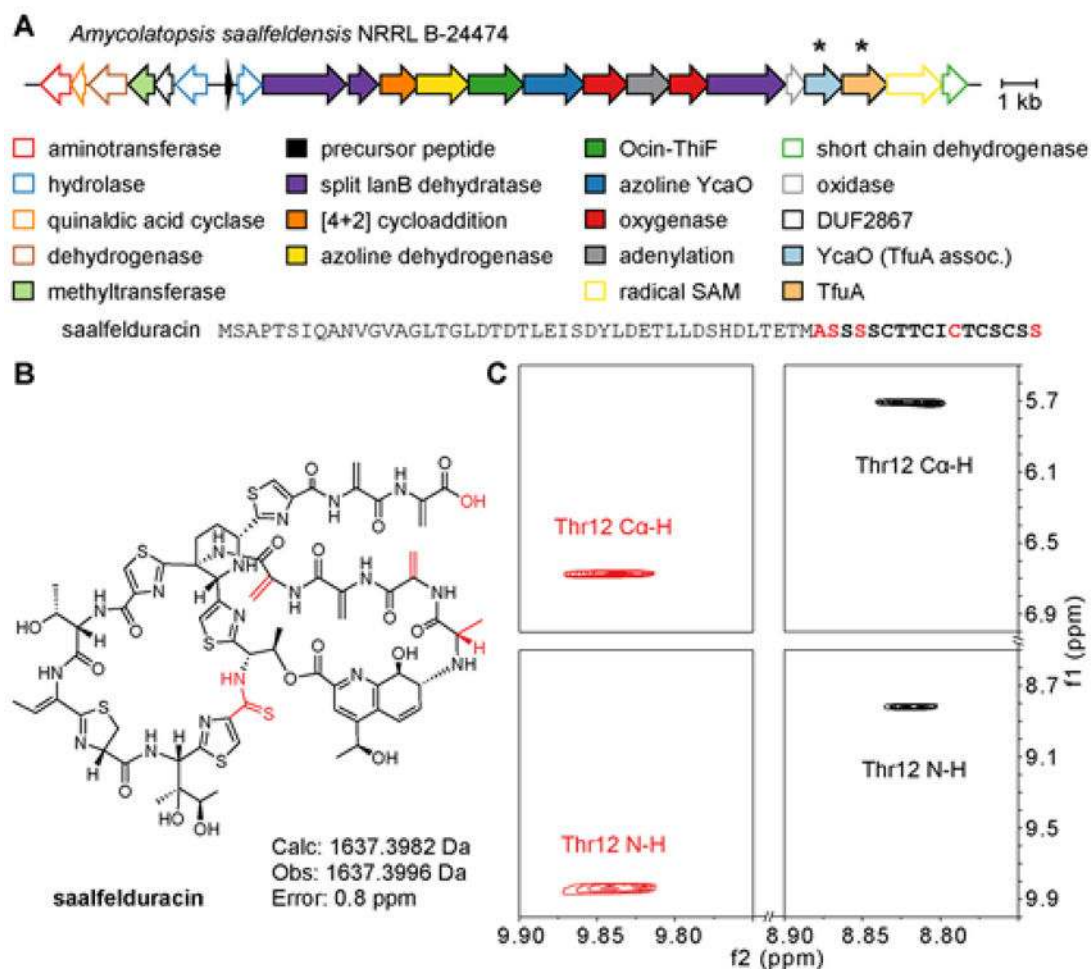 A
Amycolatopsis saalfeldensis NRRL B-24474
* *
1 kb
aminotransferase precursor peptide Ocin-ThiF short chain dehydrogenase
hydrolase split lanB dehydratase azoline YcaO oxidase
quinaldic acid cyclase [4+2] cycloaddition oxygenase DUF2867
dehydrogenase azoline dehydrogenase adenylation YcaO (TfuA assoc.)
methyltransferase radical SAM TfuA
saalfelduracin MSAPTSIQANVGVAGLTGLDTDTLEISDYLDETLLDSHDLTETMASSSSCTTCICTCSCSS
B
Calc: 1637.3982 Da
Obs: 1637.3996 Da
Error: 0.8 ppm
saalfelduracin
C
Thr12 Cα-H
Thr12 Cα-H
Thr12 N-H
Thr12 N-H
5.7
6.1
6.5
6.9
8.7
9.1
9.5
9.9
f1 (ppm)
9.90 9.85 9.80 8.90 8.85 8.80
f2 (ppm)